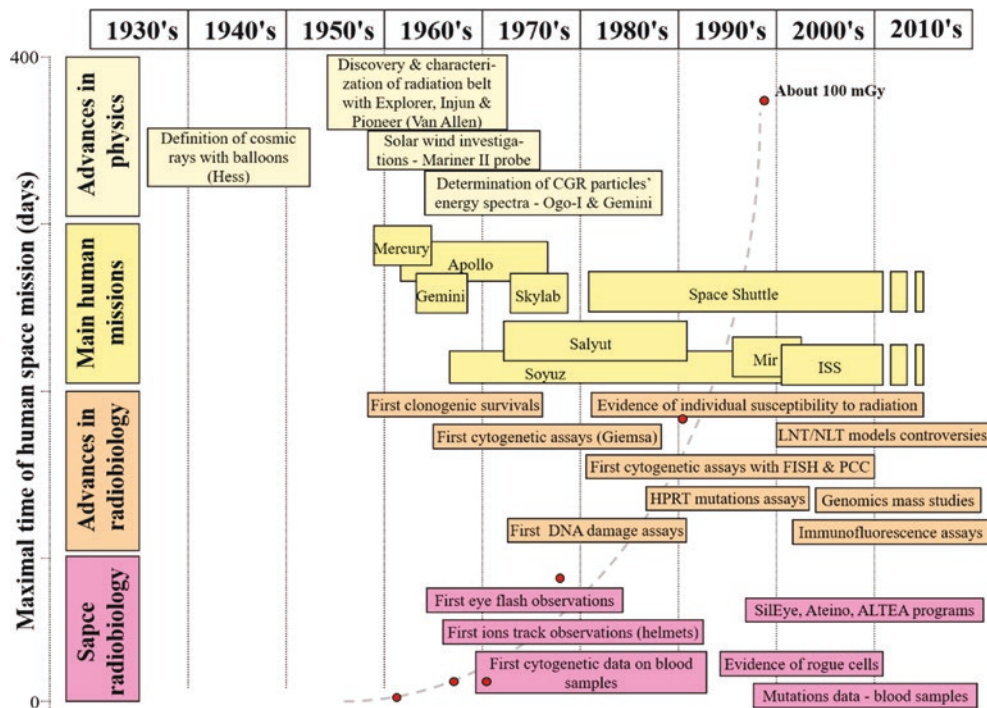 1930's 1940's 1950's 1960's 1970's 1980's 1990's 2000's 2010's
400
Maximal time of human space mission (days)
0
Advances in
physics
Discovery & characteri-
zation of radiation belt
with Explorer, Injun &
Pioneer (Van Allen)
About 100 mGy
Definition of cosmic
rays with balloons
(Hess)
Solar wind investiga-
tions - Mariner II probe
Determination of CGR particles'
energy spectra - Ogo-I & Gemini
Main human
missions
Mercury
Apollo
Gemini
Skylab
Space Shuttle
Salyut
Soyuz
Mir
ISS
Advances in
radiobiology
First clonogenic survivals
Evidence of individual susceptibility to radiation
First cytogenetic assays (Giemsa)
LNT/NLT models controversies
First cytogenetic assays with FISH & PCC
HPRT mutations assays
Genomics mass studies
First DNA damage assays
Immunofluorescence assays
Sapce
radiobiology
First eye flash observations
SilEye, Ateino, ALTEA programs
First ions track observations (helmets)
First cytogenetic data on blood
samples
Evidence of rogue cells
Mutations data - blood samples